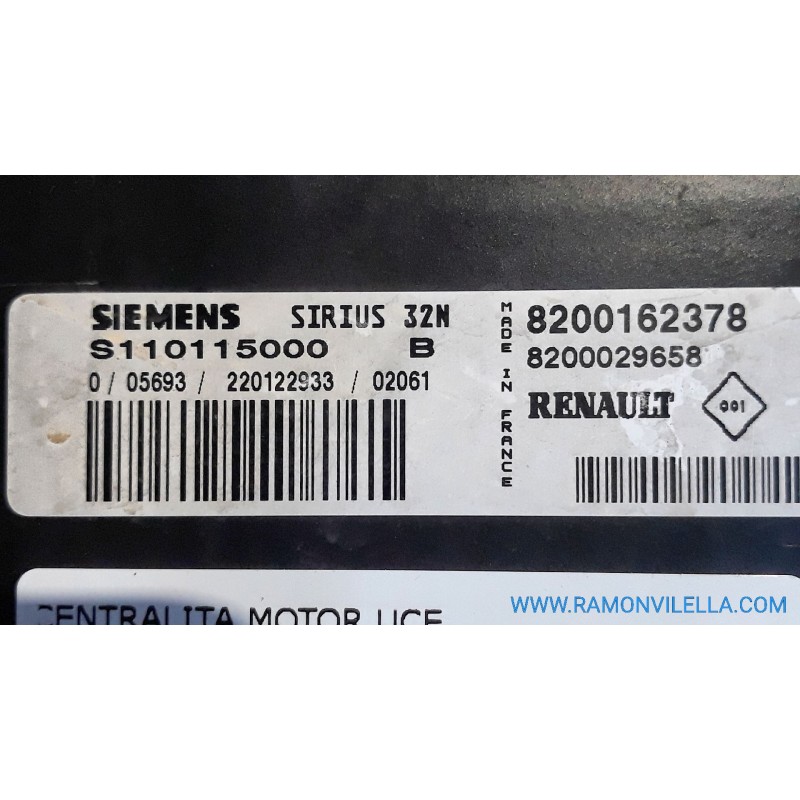 SIEMENS SIRIUS 32N
S110115000 B
0 / 05693 / 220122933 / 02061
MADE IN FRANCE
8200162378
8200029658
RENAULT 001
CENTRALITA MOTOR UCE
WWW.RAMONVILELLA.COM